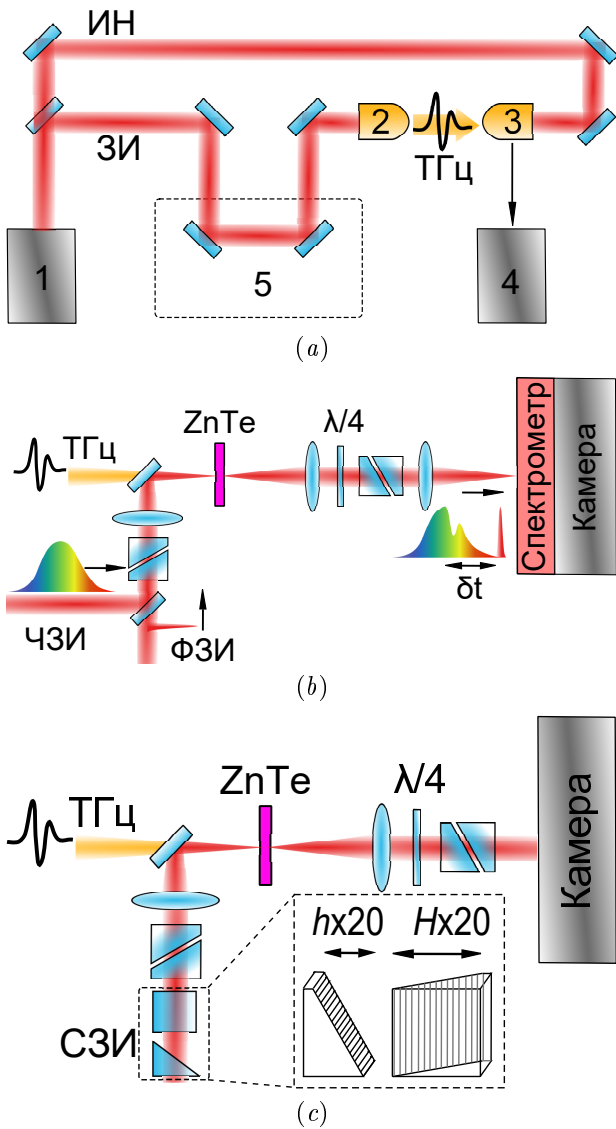 ИН
ЗИ
2
3
ТГц
1
5
4
(a)
ZnTe
λ/4
ТГц
Спектрометр
Камера
δt
ЧЗИ
ФЗИ
(b)
ZnTe
λ/4
ТГц
Камера
hx20
Hx20
СЗИ
(c)